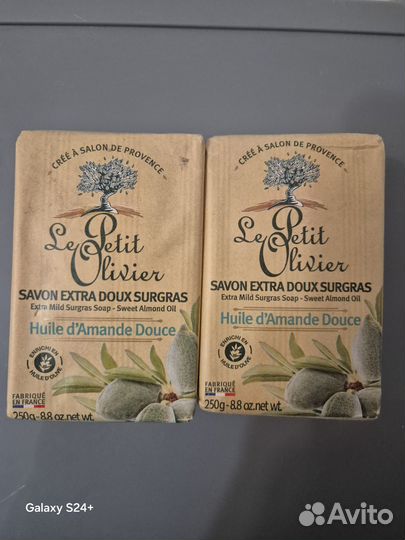 CRÉÉ À SALON DE PROVENCE
Le Petit
Olivier
SAVON EXTRA DOUX SURGRAS
Extra Mild Surgras Soap - Sweet Almond Oil
Huile d'Amande Douce
ENRICHI EN
HUILE D'OLIVE
FABRIQUÉ
EN FRANCE
250g - 8.8 oz. net wt.
CRÉÉ À SALON DE PROVENCE
Le Petit
Olivier
SAVON EXTRA DOUX SURGRAS
Extra Mild Surgras Soap - Sweet Almond Oil
Huile d'Amande Douce
ENRICHI EN
HUILE D'OLIVE
FABRIQUÉ
EN FRANCE
250g - 8.8 oz. net wt.
Galaxy S24+
Avito